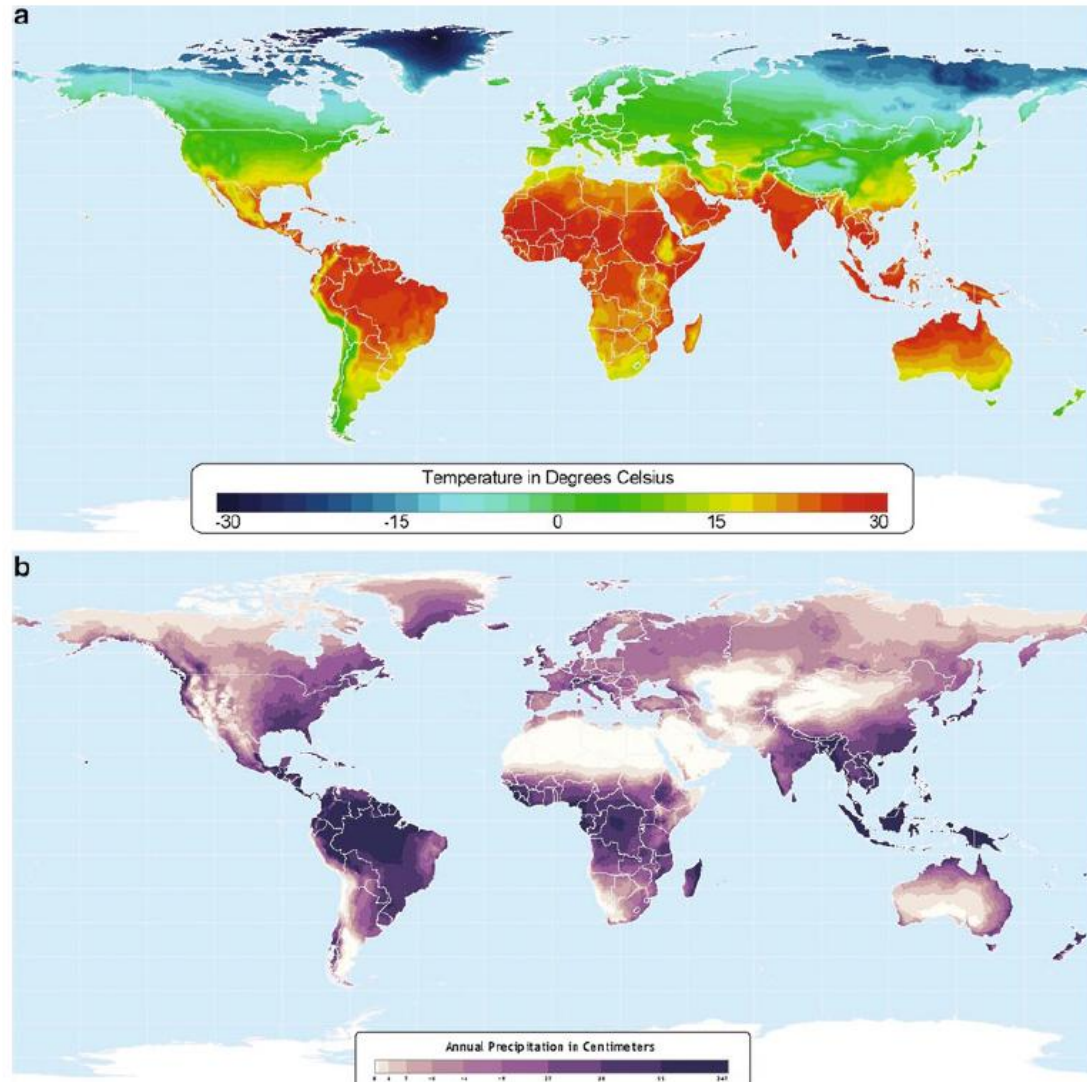 a
Temperature in Degrees Celsius
-30 -15 0 15 30
b
Annual Precipitation in Centimeters